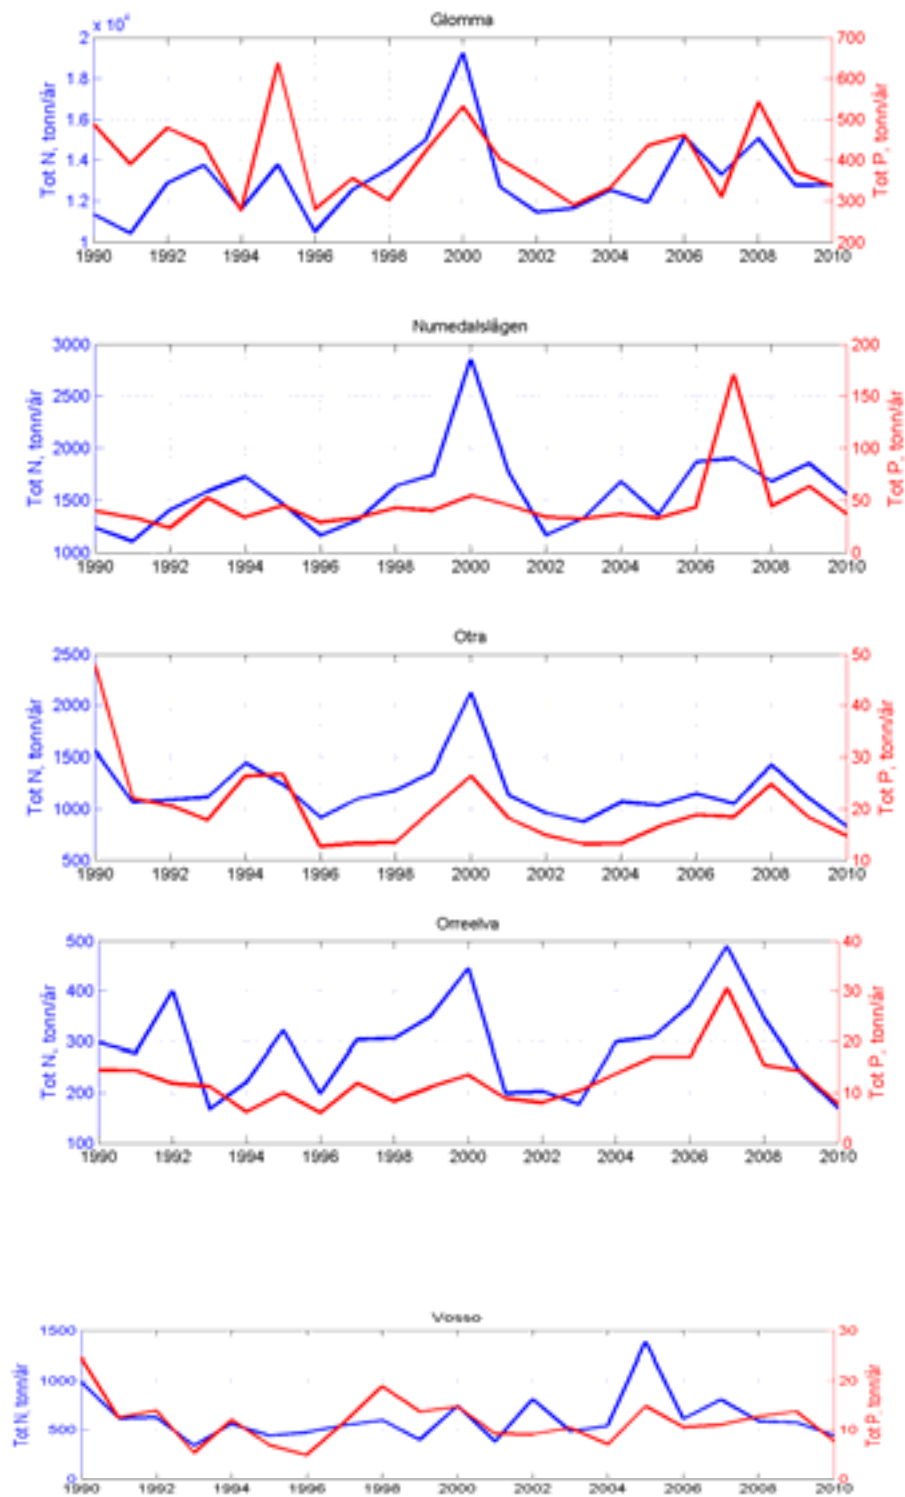 Glomma
x 10⁴
2 700
1.8 600
1.6 500
1.4 400
1.2 300
1 200
Tot N, tonn/år
Tot P, tonn/år
1990 1992 1994 1996 1998 2000 2002 2004 2006 2008 2010
Numedalslågen
3000 200
2500 150
2000 100
1500 50
1000 0
Tot N, tonn/år
Tot P, tonn/år
1990 1992 1994 1996 1998 2000 2002 2004 2006 2008 2010
Otra
2500 50
2000 40
1500 30
1000 20
500 10
Tot N, tonn/år
Tot P, tonn/år
1990 1992 1994 1996 1998 2000 2002 2004 2006 2008 2010
Orreelva
500 40
400 30
300 20
200 10
100 0
Tot N, tonn/år
Tot P, tonn/år
1990 1992 1994 1996 1998 2000 2002 2004 2006 2008 2010
Vosso
1500 30
1000 20
500 10
0 0
Tot N, tonn/år
Tot P, tonn/år
1990 1992 1994 1996 1998 2000 2002 2004 2006 2008 2010